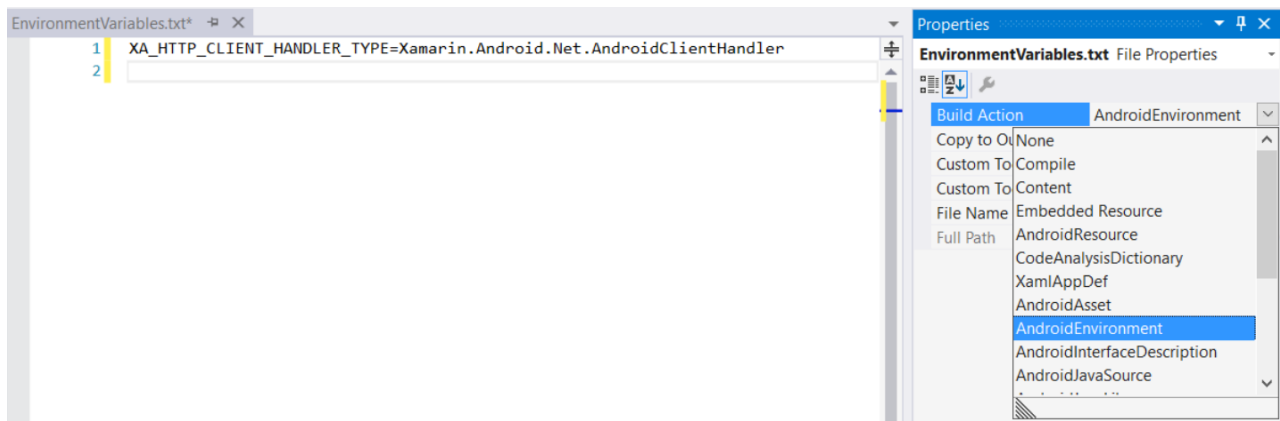 EnvironmentVariables.txt*
1 XA_HTTP_CLIENT_HANDLER_TYPE=Xamarin.Android.Net.AndroidClientHandler
2
Properties
EnvironmentVariables.txt File Properties
Build Action AndroidEnvironment
Copy to Ou
Custom To
Custom To
File Name
Full Path
None
Compile
Content
Embedded Resource
AndroidResource
CodeAnalysisDictionary
XamlAppDef
AndroidAsset
AndroidEnvironment
AndroidInterfaceDescription
AndroidJavaSource